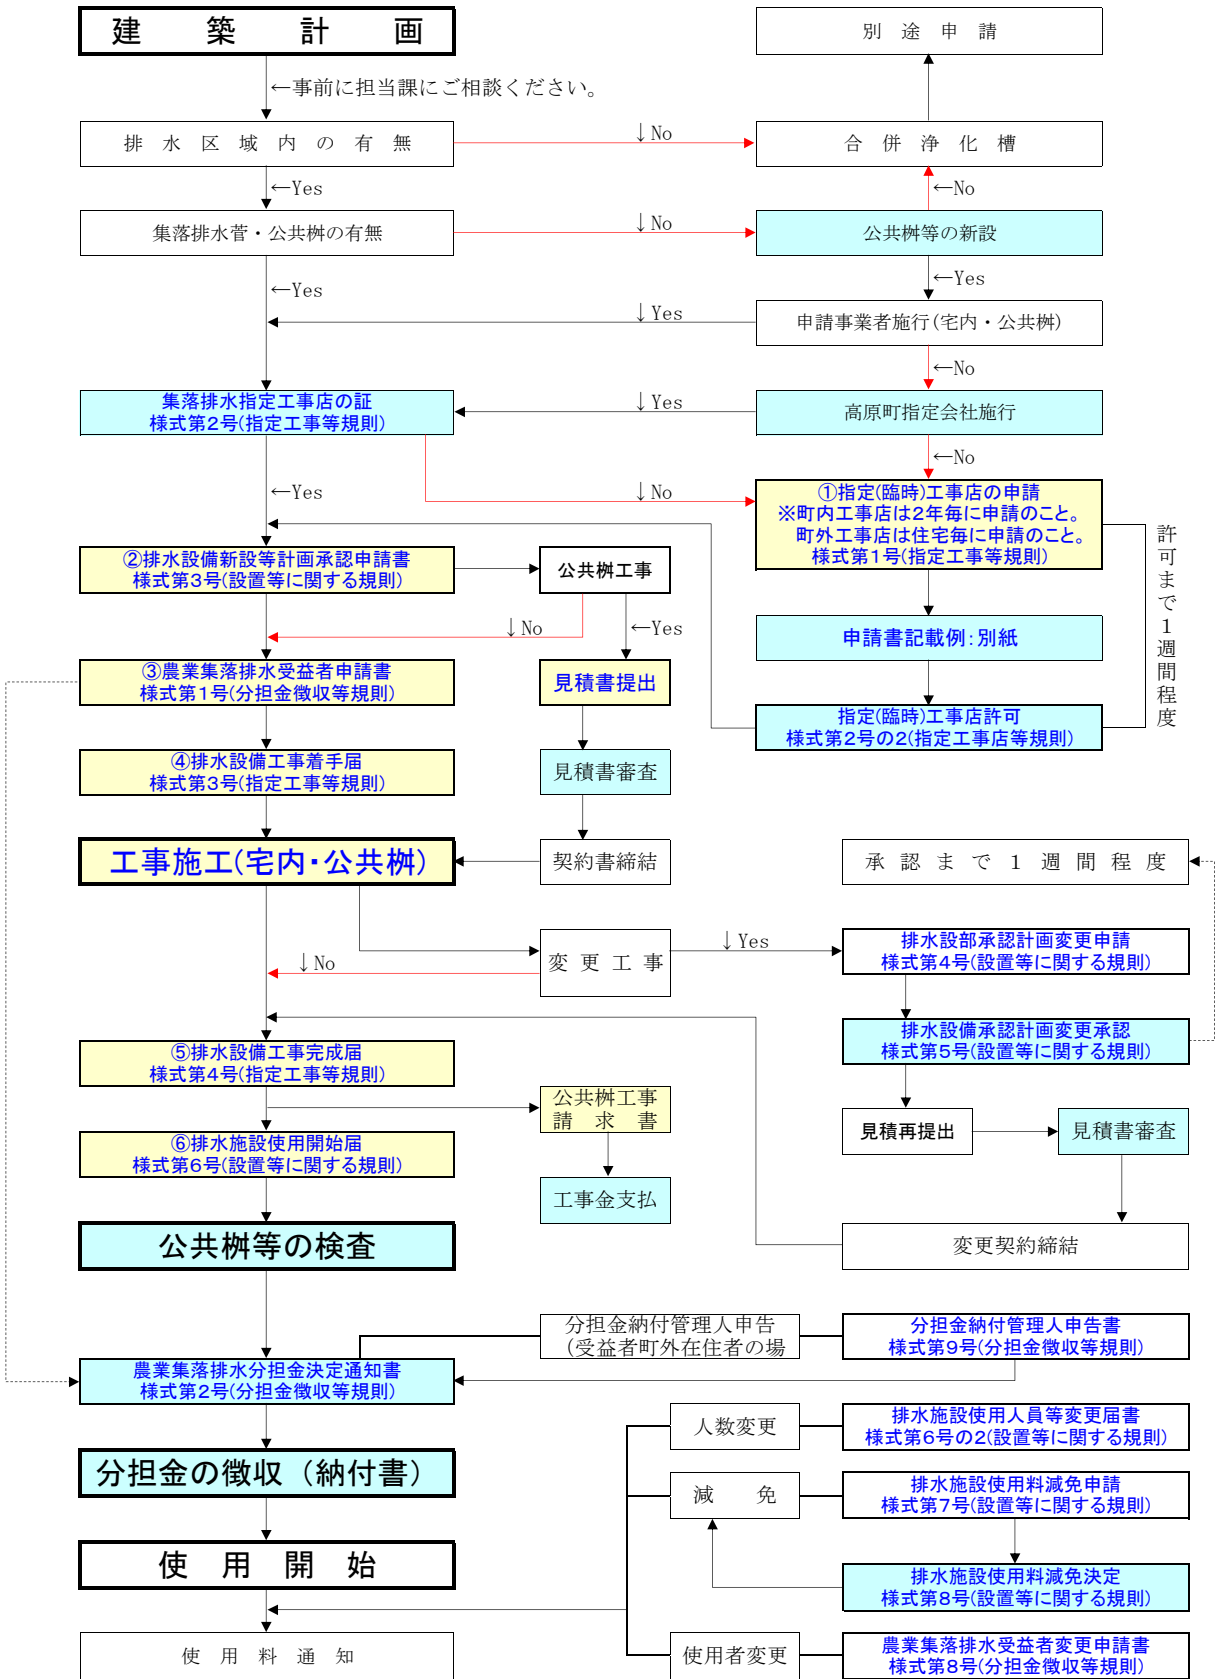 建　築　計　画
別　途　申　請
←事前に担当課にご相談ください。
排　水　区　域　内　の　有　無
↓No
合　併　浄　化　槽
←Yes
←No
集落排水菅・公共桝の有無
↓No
公共桝等の新設
←Yes
←Yes
↓Yes
申請事業者施行(宅内・公共桝)
←No
集落排水指定工事店の証
様式第2号(指定工事等規則)
↓Yes
高原町指定会社施行
←No
←Yes
↓No
①指定(臨時)工事店の申請
※町内工事店は2年毎に申請のこと。
町外工事店は住宅毎に申請のこと。
様式第1号(指定工事等規則)
許可まで1週間程度
②排水設備新設等計画承認申請書
様式第3号(設置等に関する規則)
公共桝工事
↓No
←Yes
申請書記載例:別紙
③農業集落排水受益者申請書
様式第1号(分担金徴収等規則)
見積書提出
指定(臨時)工事店許可
様式第2号の2(指定工事店等規則)
④排水設備工事着手届
様式第3号(指定工事等規則)
見積書審査
工事施工(宅内・公共桝)
契約書締結
承　認　ま　で　1　週　間　程　度
変　更　工　事
↓Yes
↓No
排水設部承認計画変更申請
様式第4号(設置等に関する規則)
排水設備承認計画変更承認
様式第5号(設置等に関する規則)
⑤排水設備工事完成届
様式第4号(指定工事等規則)
公共桝工事
請　求　書
見積再提出
見積書審査
⑥排水施設使用開始届
様式第6号(設置等に関する規則)
工事金支払
公共桝等の検査
変更契約締結
分担金納付管理人申告
(受益者町外在住者の場
分担金納付管理人申告書
様式第9号(分担金徴収等規則)
農業集落排水分担金決定通知書
様式第2号(分担金徴収等規則)
人数変更
排水施設使用人員等変更届書
様式第6号の2(設置等に関する規則)
分担金の徴収（納付書）
減　　免
排水施設使用料減免申請
様式第7号(設置等に関する規則)
使　用　開　始
排水施設使用料減免決定
様式第8号(設置等に関する規則)
使　用　料　通　知
使用者変更
農業集落排水受益者変更申請書
様式第8号(分担金徴収等規則)